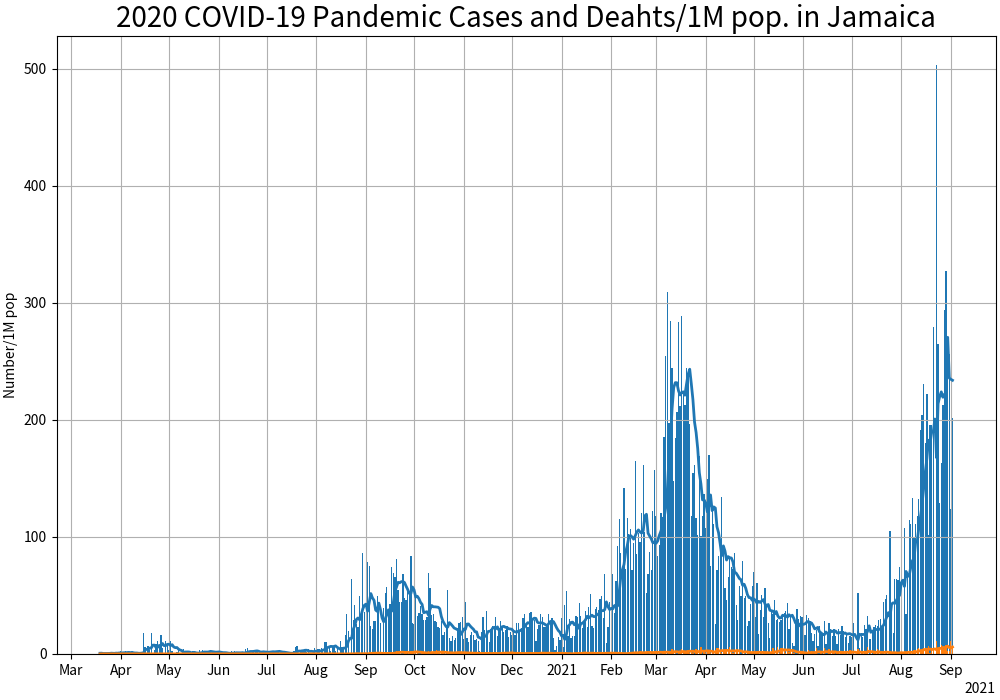 2020 COVID-19 Pandemic Cases and Deahts/1M pop. in Jamaica
Number/1M pop
500
400
300
200
100
0
Mar Apr May Jun Jul Aug Sep Oct Nov Dec 2021 Feb Mar Apr May Jun Jul Aug Sep
2021